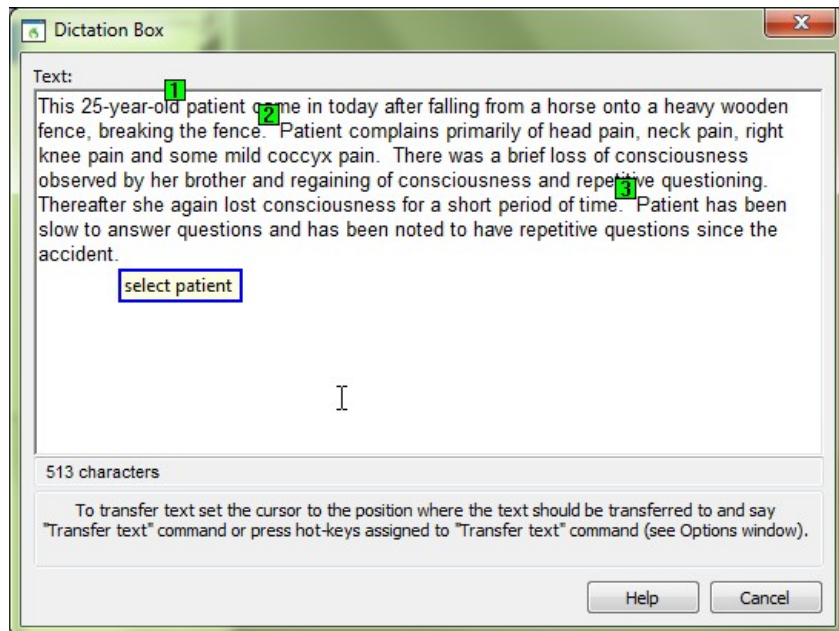 Dictation Box
Text:
This 25-year-old patient came in today after falling from a horse onto a heavy wooden
fence, breaking the fence. Patient complains primarily of head pain, neck pain, right
knee pain and some mild coccyx pain. There was a brief loss of consciousness
observed by her brother and regaining of consciousness and repetitive questioning.
Thereafter she again lost consciousness for a short period of time. Patient has been
slow to answer questions and has been noted to have repetitive questions since the
accident.
1
2
3
select patient
513 characters
To transfer text set the cursor to the position where the text should be transferred to and say
"Transfer text" command or press hot-keys assigned to "Transfer text" command (see Options window).
Help Cancel